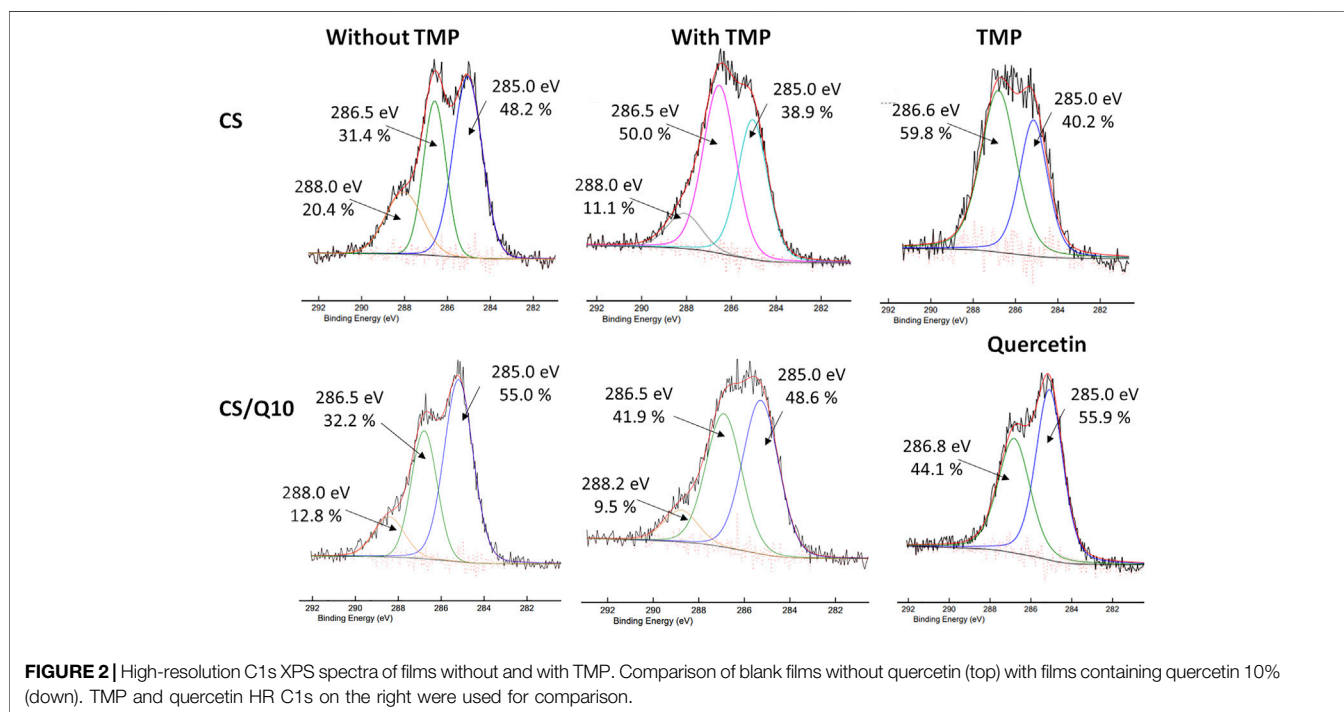 Without TMP
With TMP
TMP
CS
286.5 eV
31.4 %
285.0 eV
48.2 %
288.0 eV
20.4 %
292 290 288 286 284 282
Binding Energy (eV)
286.5 eV
50.0 %
285.0 eV
38.9 %
288.0 eV
11.1 %
292 290 288 286 284 282
Binding Energy (eV)
286.6 eV
59.8 %
285.0 eV
40.2 %
292 290 288 286 284 282
Binding Energy (eV)
CS/Q10
286.5 eV
32.2 %
285.0 eV
55.0 %
288.0 eV
12.8 %
292 290 288 286 284 282
Binding Energy (eV)
286.5 eV
41.9 %
285.0 eV
48.6 %
288.2 eV
9.5 %
292 290 288 286 284 282
Binding Energy (eV)
Quercetin
286.8 eV
44.1 %
285.0 eV
55.9 %
292 290 288 286 284 282
Binding Energy (eV)
FIGURE 2 | High-resolution C1s XPS spectra of films without and with TMP. Comparison of blank films without quercetin (top) with films containing quercetin 10%
(down). TMP and quercetin HR C1s on the right were used for comparison.